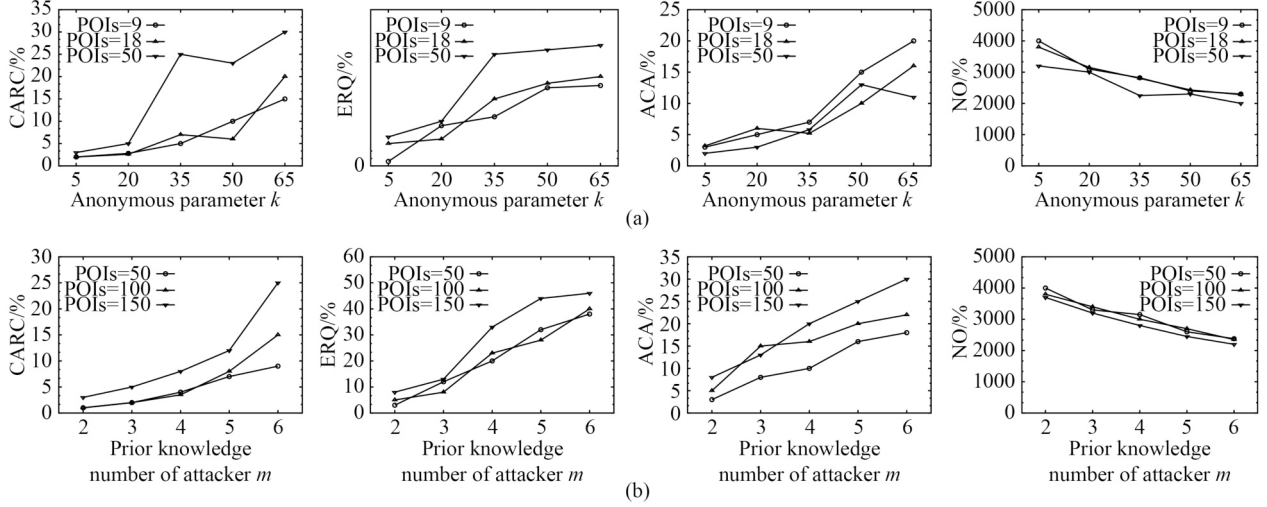 35
30
25
20
15
10
5
0
CARC/%
POIs=9
POIs=18
POIs=50
5 20 35 50 65
Anonymous parameter k
0
ERQ/%
POIs=9
POIs=18
POIs=50
5 20 35 50 65
Anonymous parameter k
25
20
15
10
5
0
ACA/%
POIs=9
POIs=18
POIs=50
5 20 35 50 65
Anonymous parameter k
5000
4000
3000
2000
1000
0
NO/%
POIs=9
POIs=18
POIs=50
5 20 35 50 65
Anonymous parameter k
(a)
30
25
20
15
10
5
0
CARC/%
POIs=50
POIs=100
POIs=150
2 3 4 5 6
Prior knowledge
number of attacker m
60
50
40
30
20
10
0
ERQ/%
POIs=50
POIs=100
POIs=150
2 3 4 5 6
Prior knowledge
number of attacker m
35
30
25
20
15
10
5
0
ACA/%
POIs=50
POIs=100
POIs=150
2 3 4 5 6
Prior knowledge
number of attacker m
5000
4000
3000
2000
1000
0
NO/%
POIs=50
POIs=100
POIs=150
2 3 4 5 6
Prior knowledge
number of attacker m
(b)